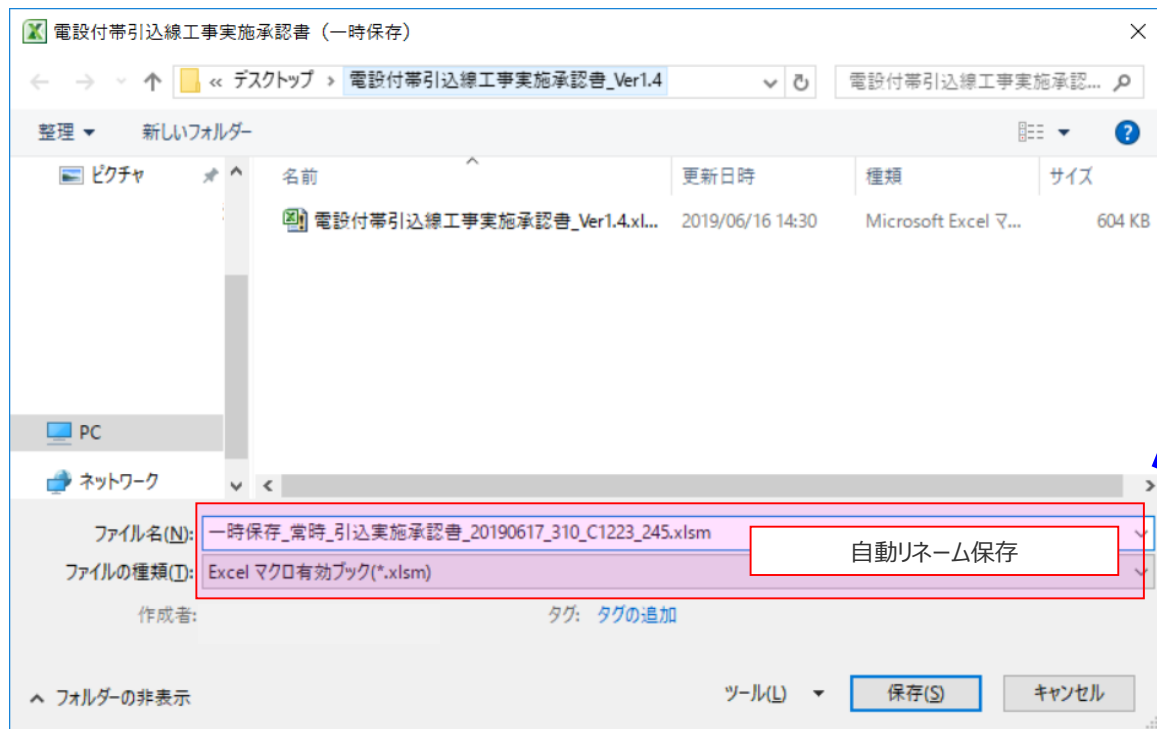 電設付帯引込線工事実施承認書（一時保存）
« デスクトップ › 電設付帯引込線工事実施承認書_Ver1.4
電設付帯引込線工事実施承認...
整理
新しいフォルダー
ピクチャ
名前
更新日時
種類
サイズ
電設付帯引込線工事実施承認書_Ver1.4.xl...
2019/06/16 14:30
Microsoft Excel マ...
604 KB
PC
ネットワーク
ファイル名(N):
一時保存_常時_引込実施承認書_20190617_310_C1223_245.xlsm
自動リネーム保存
ファイルの種類(T):
Excel マクロ有効ブック(*.xlsm)
作成者:
タグ:
タグの追加
フォルダーの非表示
ツール(L)
保存(S)
キャンセル